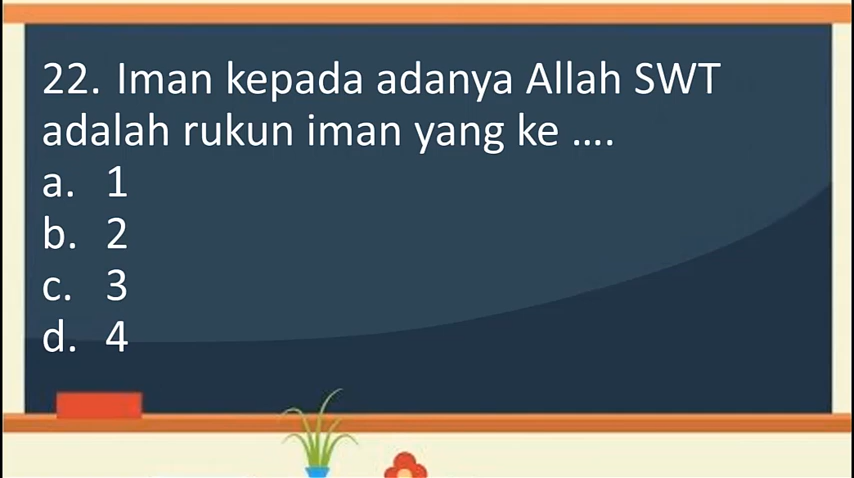 22. Iman kepada adanya Allah SWT
adalah rukun iman yang ke ....
a. 1
b. 2
c. 3
d. 4